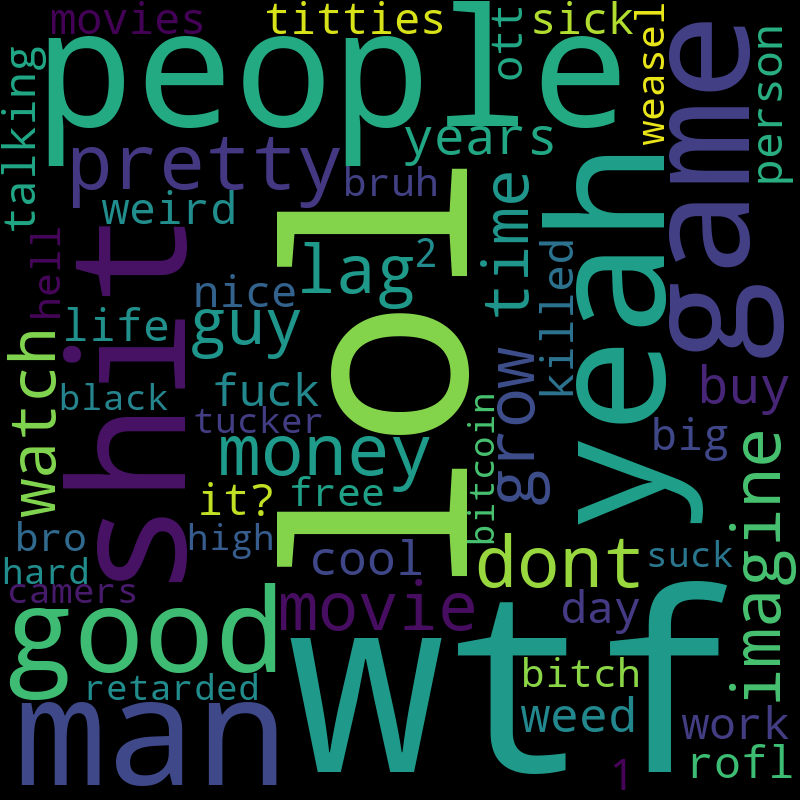 movies
titties
ott
sick
weasel
people
game
person
talking
years
pretty
bruh
yeah
weird
time
lol
lag
2
hell
shit
nice
killed
life
guy
watch
black
fuck
tucker
grow
buy
bitcoin
money
big
imagine
it?
free
bro
high
cool
dont
suck
hard
camers
good
movie
wtf
day
retarded
bitch
man
weed
work
rofl
1